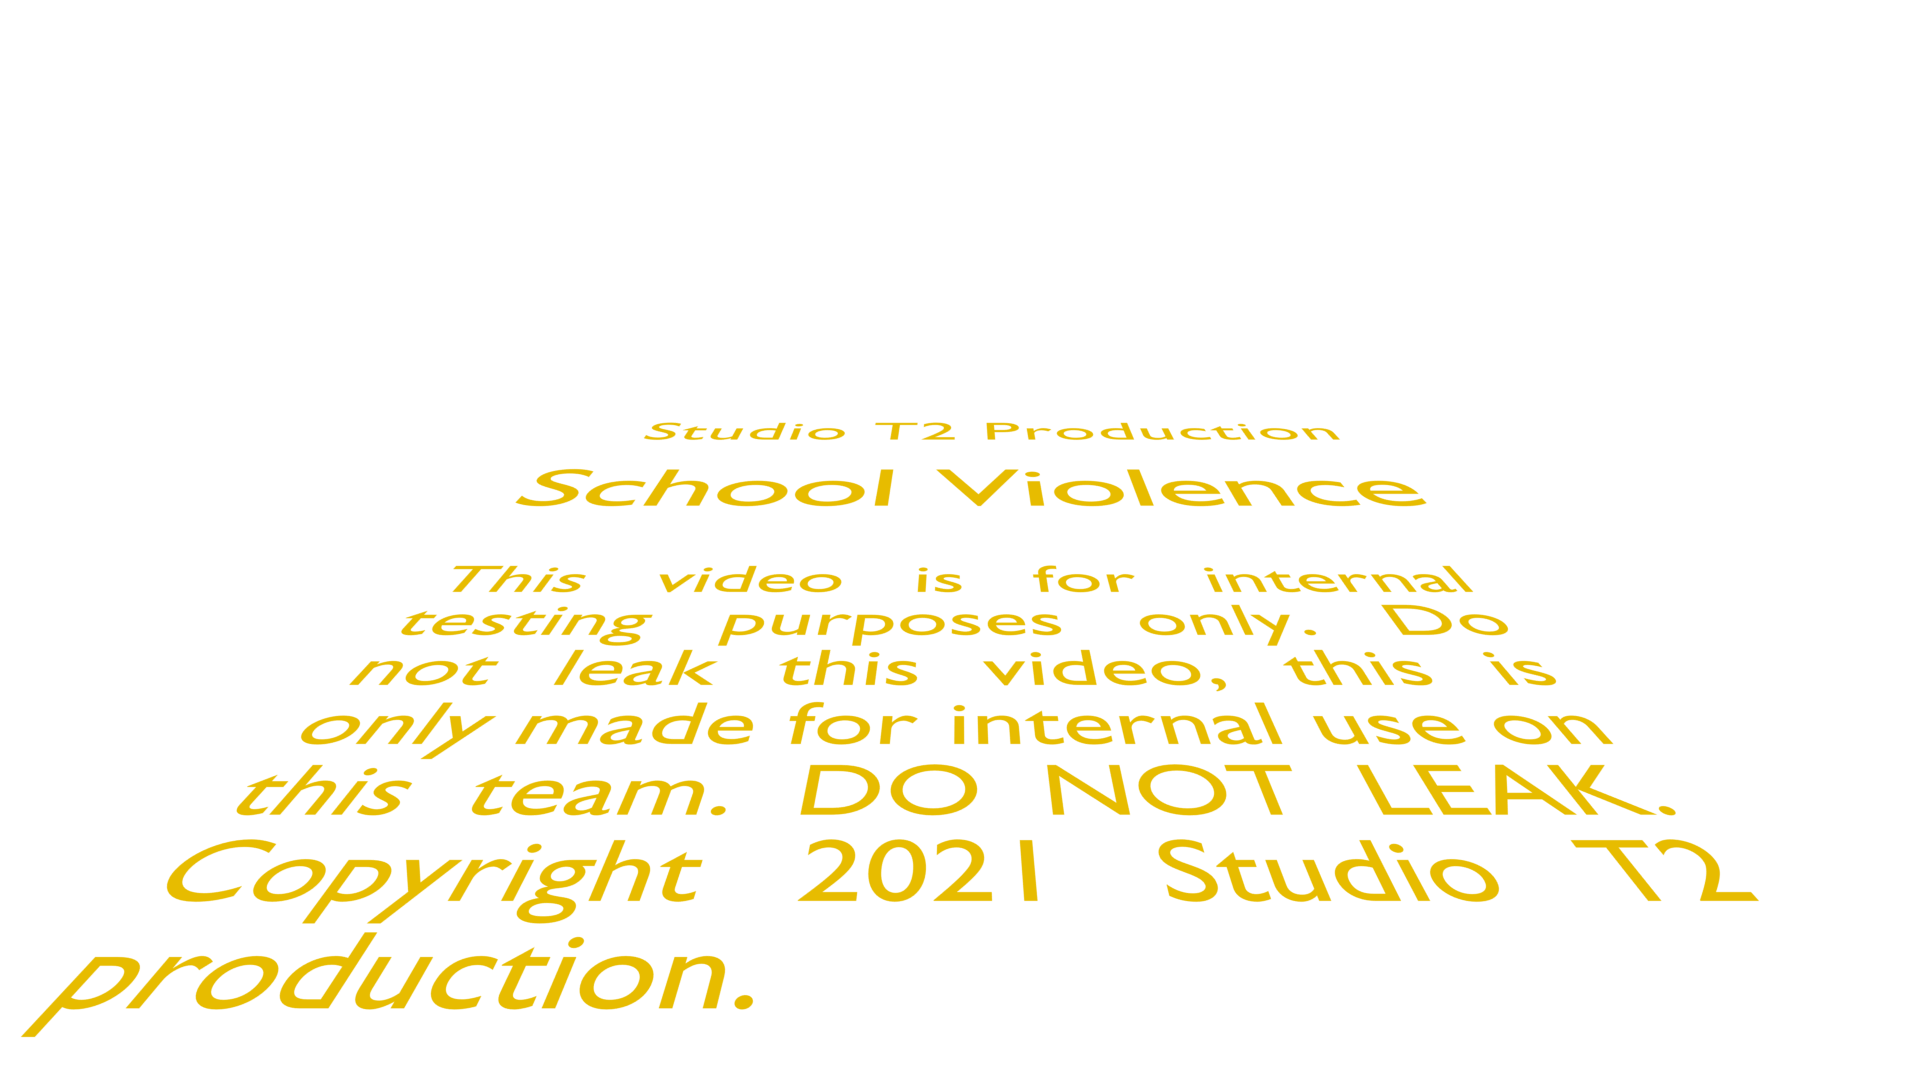 Studio T2 Production
School Violence
This video is for internal
testing purposes only. Do
not leak this video, this is
only made for internal use on
this team. DO NOT LEAK.
Copyright 2021 Studio T2
production.